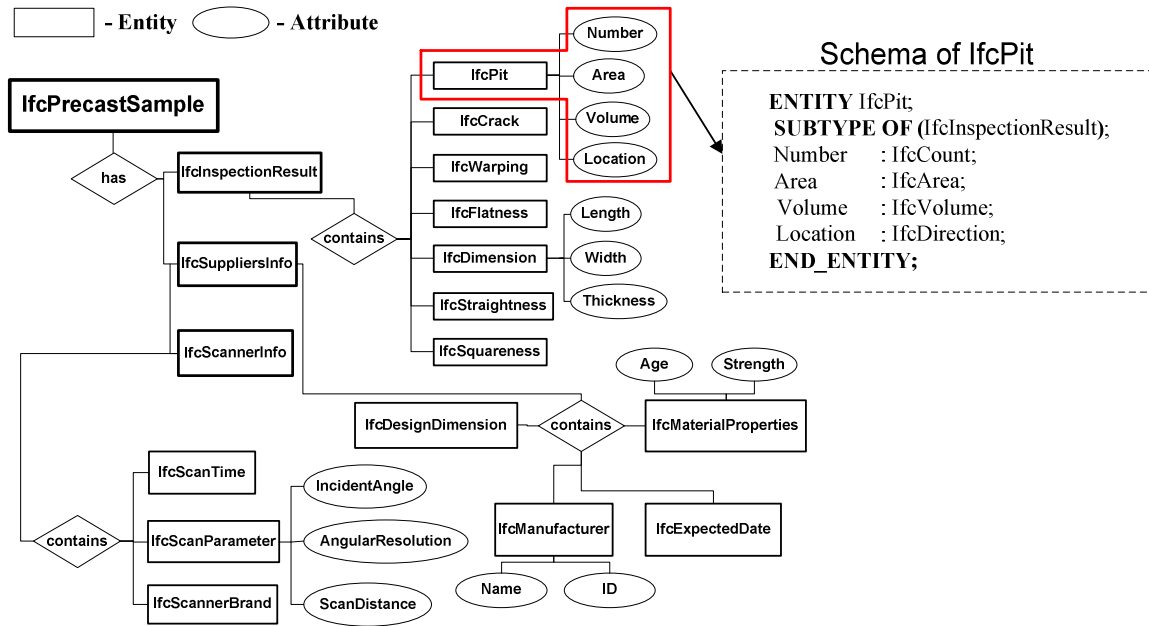 - Entity
- Attribute
IfcPrecastSample
has
IfcInspectionResult
IfcSuppliersInfo
IfcScannerInfo
contains
IfcPit
IfcCrack
IfcWarping
IfcFlatness
IfcDimension
IfcStraightness
IfcSquareness
Number
Area
Volume
Location
Length
Width
Thickness
Schema of IfcPit
ENTITY IfcPit;
SUBTYPE OF (IfcInspectionResult);
Number : IfcCount;
Area : IfcArea;
Volume : IfcVolume;
Location : IfcDirection;
END_ENTITY;
Age
Strength
IfcDesignDimension
contains
IfcMaterialProperties
IfcManufacturer
IfcExpectedDate
Name
ID
contains
IfcScanTime
IfcScanParameter
IfcScannerBrand
IncidentAngle
AngularResolution
ScanDistance